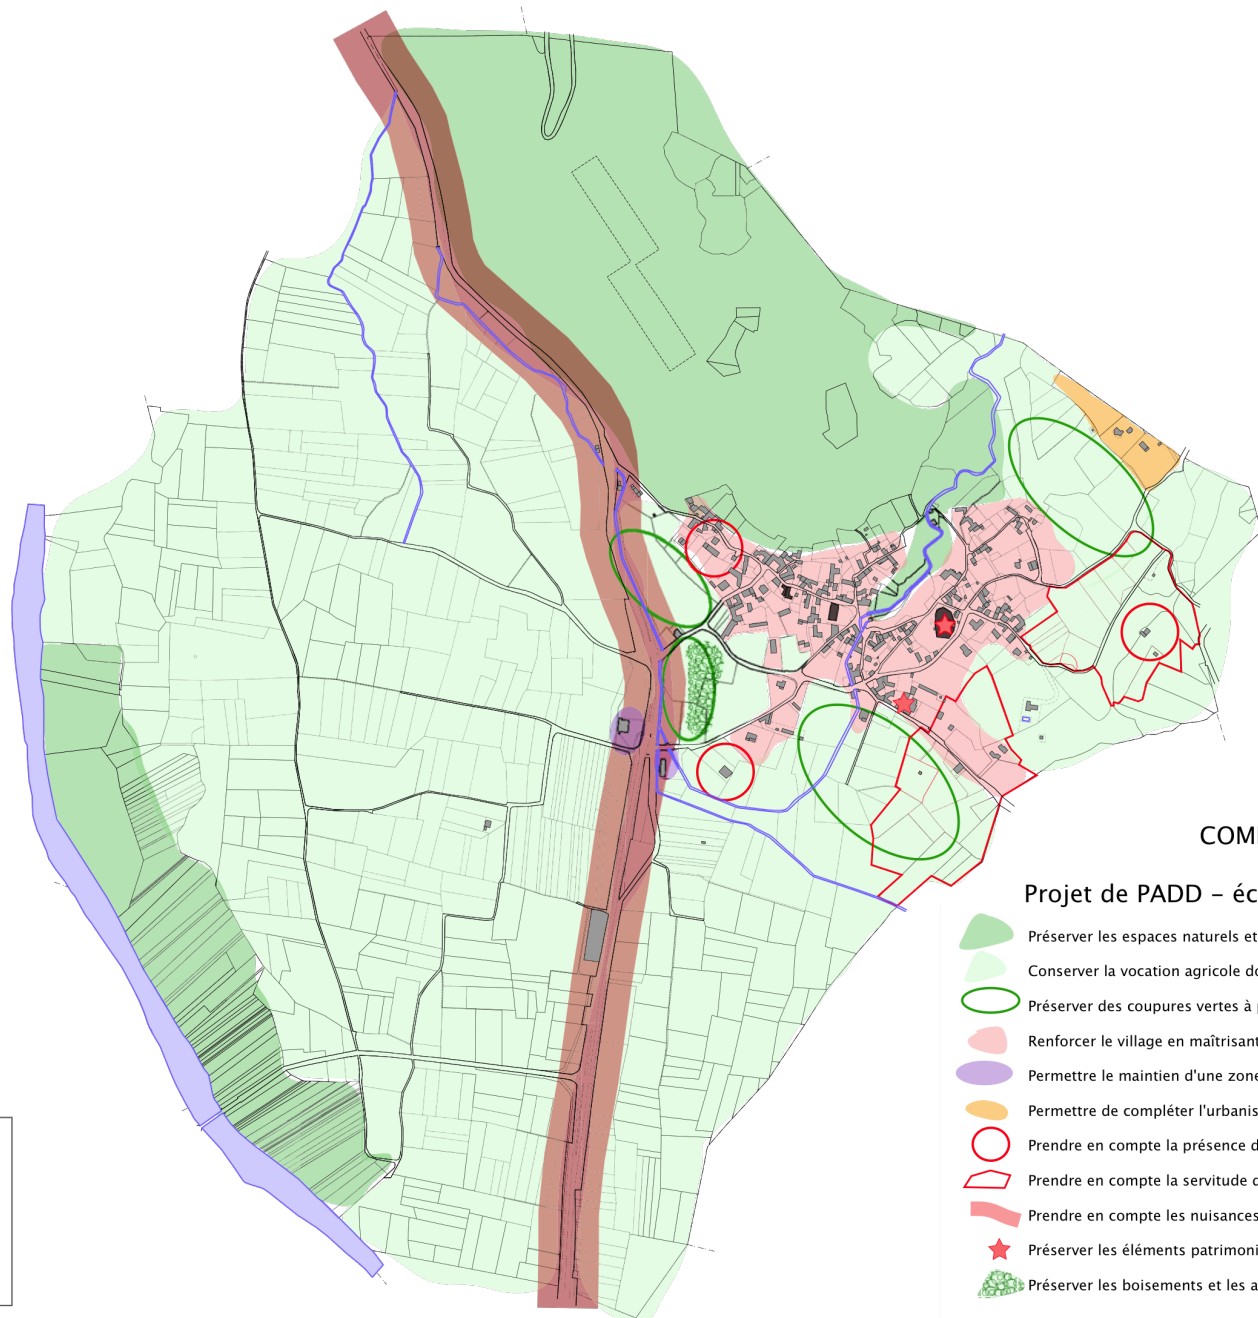 COM
Projet de PADD – éc
Préserver les espaces naturels et
Conserver la vocation agricole do
Préserver des coupures vertes à
Renforcer le village en maîtrisant
Permettre le maintien d'une zone
Permettre de compléter l'urbanis
Prendre en compte la présence d
Prendre en compte la servitude d
Prendre en compte les nuisances
Préserver les éléments patrimoni
Préserver les boisements et les a